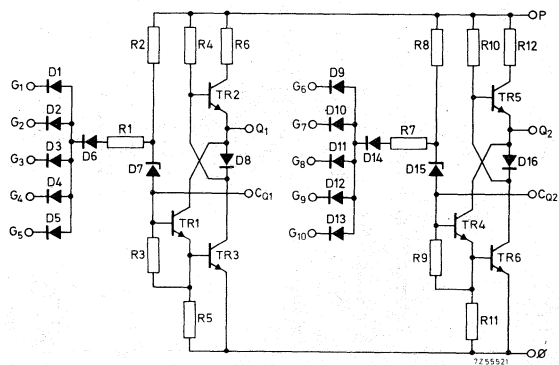 P
R2 R4 R6 R8 R10 R12
D1 G1 TR2 D9 G6 TR5
D2 G2 R1 Q1 D10 G7 R7 Q2
D3 G3 D6 D7 D8 D11 G8 D14 D15 D16
D4 G4 CQ1 D12 G9 CQ2
D5 G5 TR1 D13 G10 TR4
R3 TR3 R9 TR6
R5 R11
7Z55521 Ø